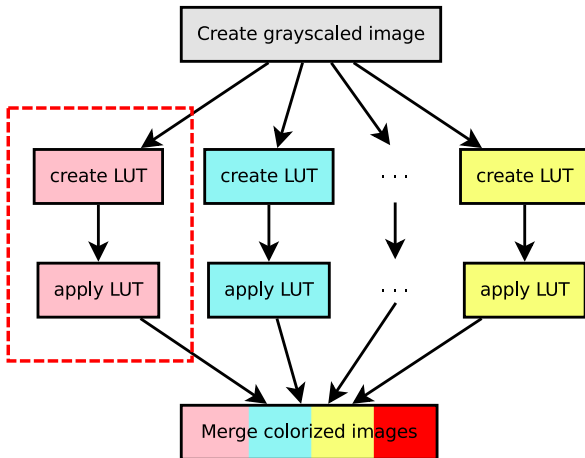 Create grayscaled image
create LUT
create LUT
. . .
create LUT
apply LUT
apply LUT
. . .
apply LUT
Merge colorized images